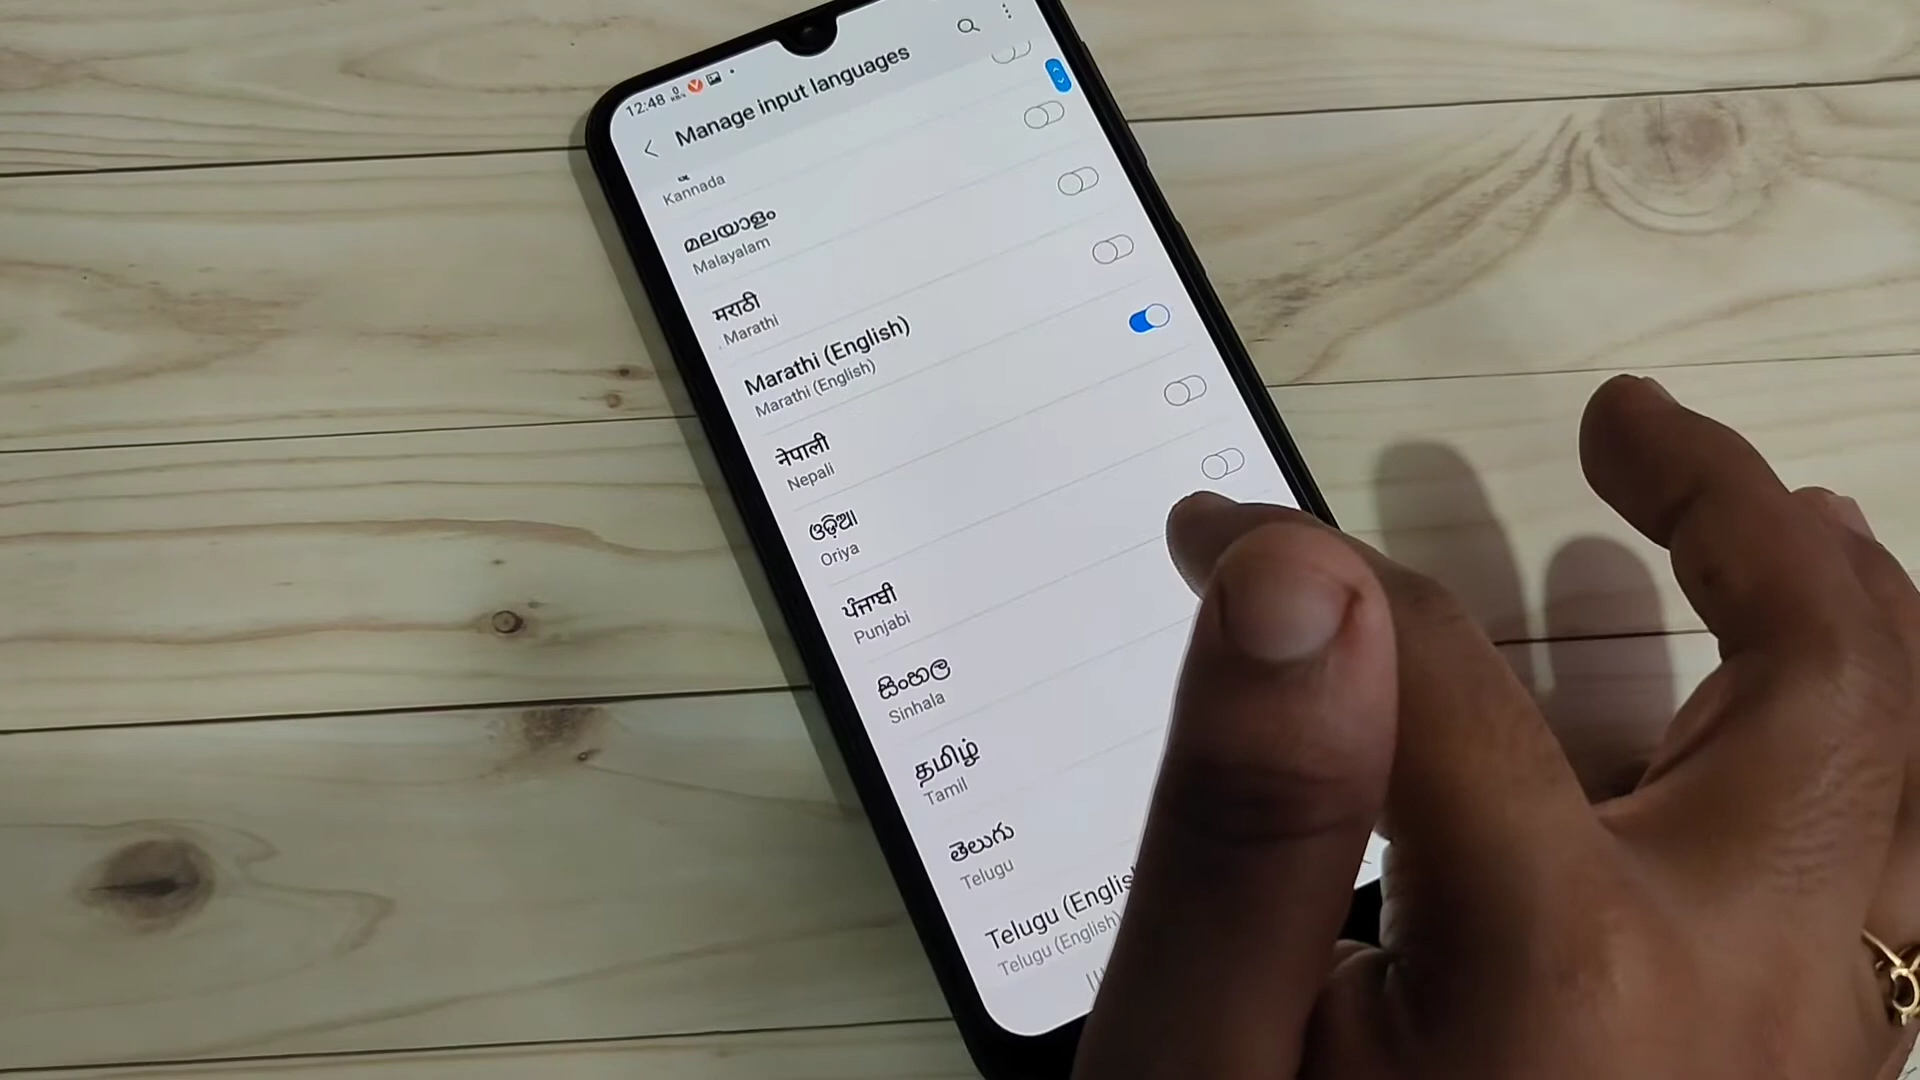 12:48
Manage input languages
Kannada
മലയാളം
Malayalam
मराठी
Marathi
Marathi (English)
Marathi (English)
नेपाली
Nepali
ଓଡ଼ିଆ
Oriya
ਪੰਜਾਬੀ
Punjabi
සිංහල
Sinhala
தமிழ்
Tamil
తెలుగు
Telugu
Telugu (English
Telugu (English)